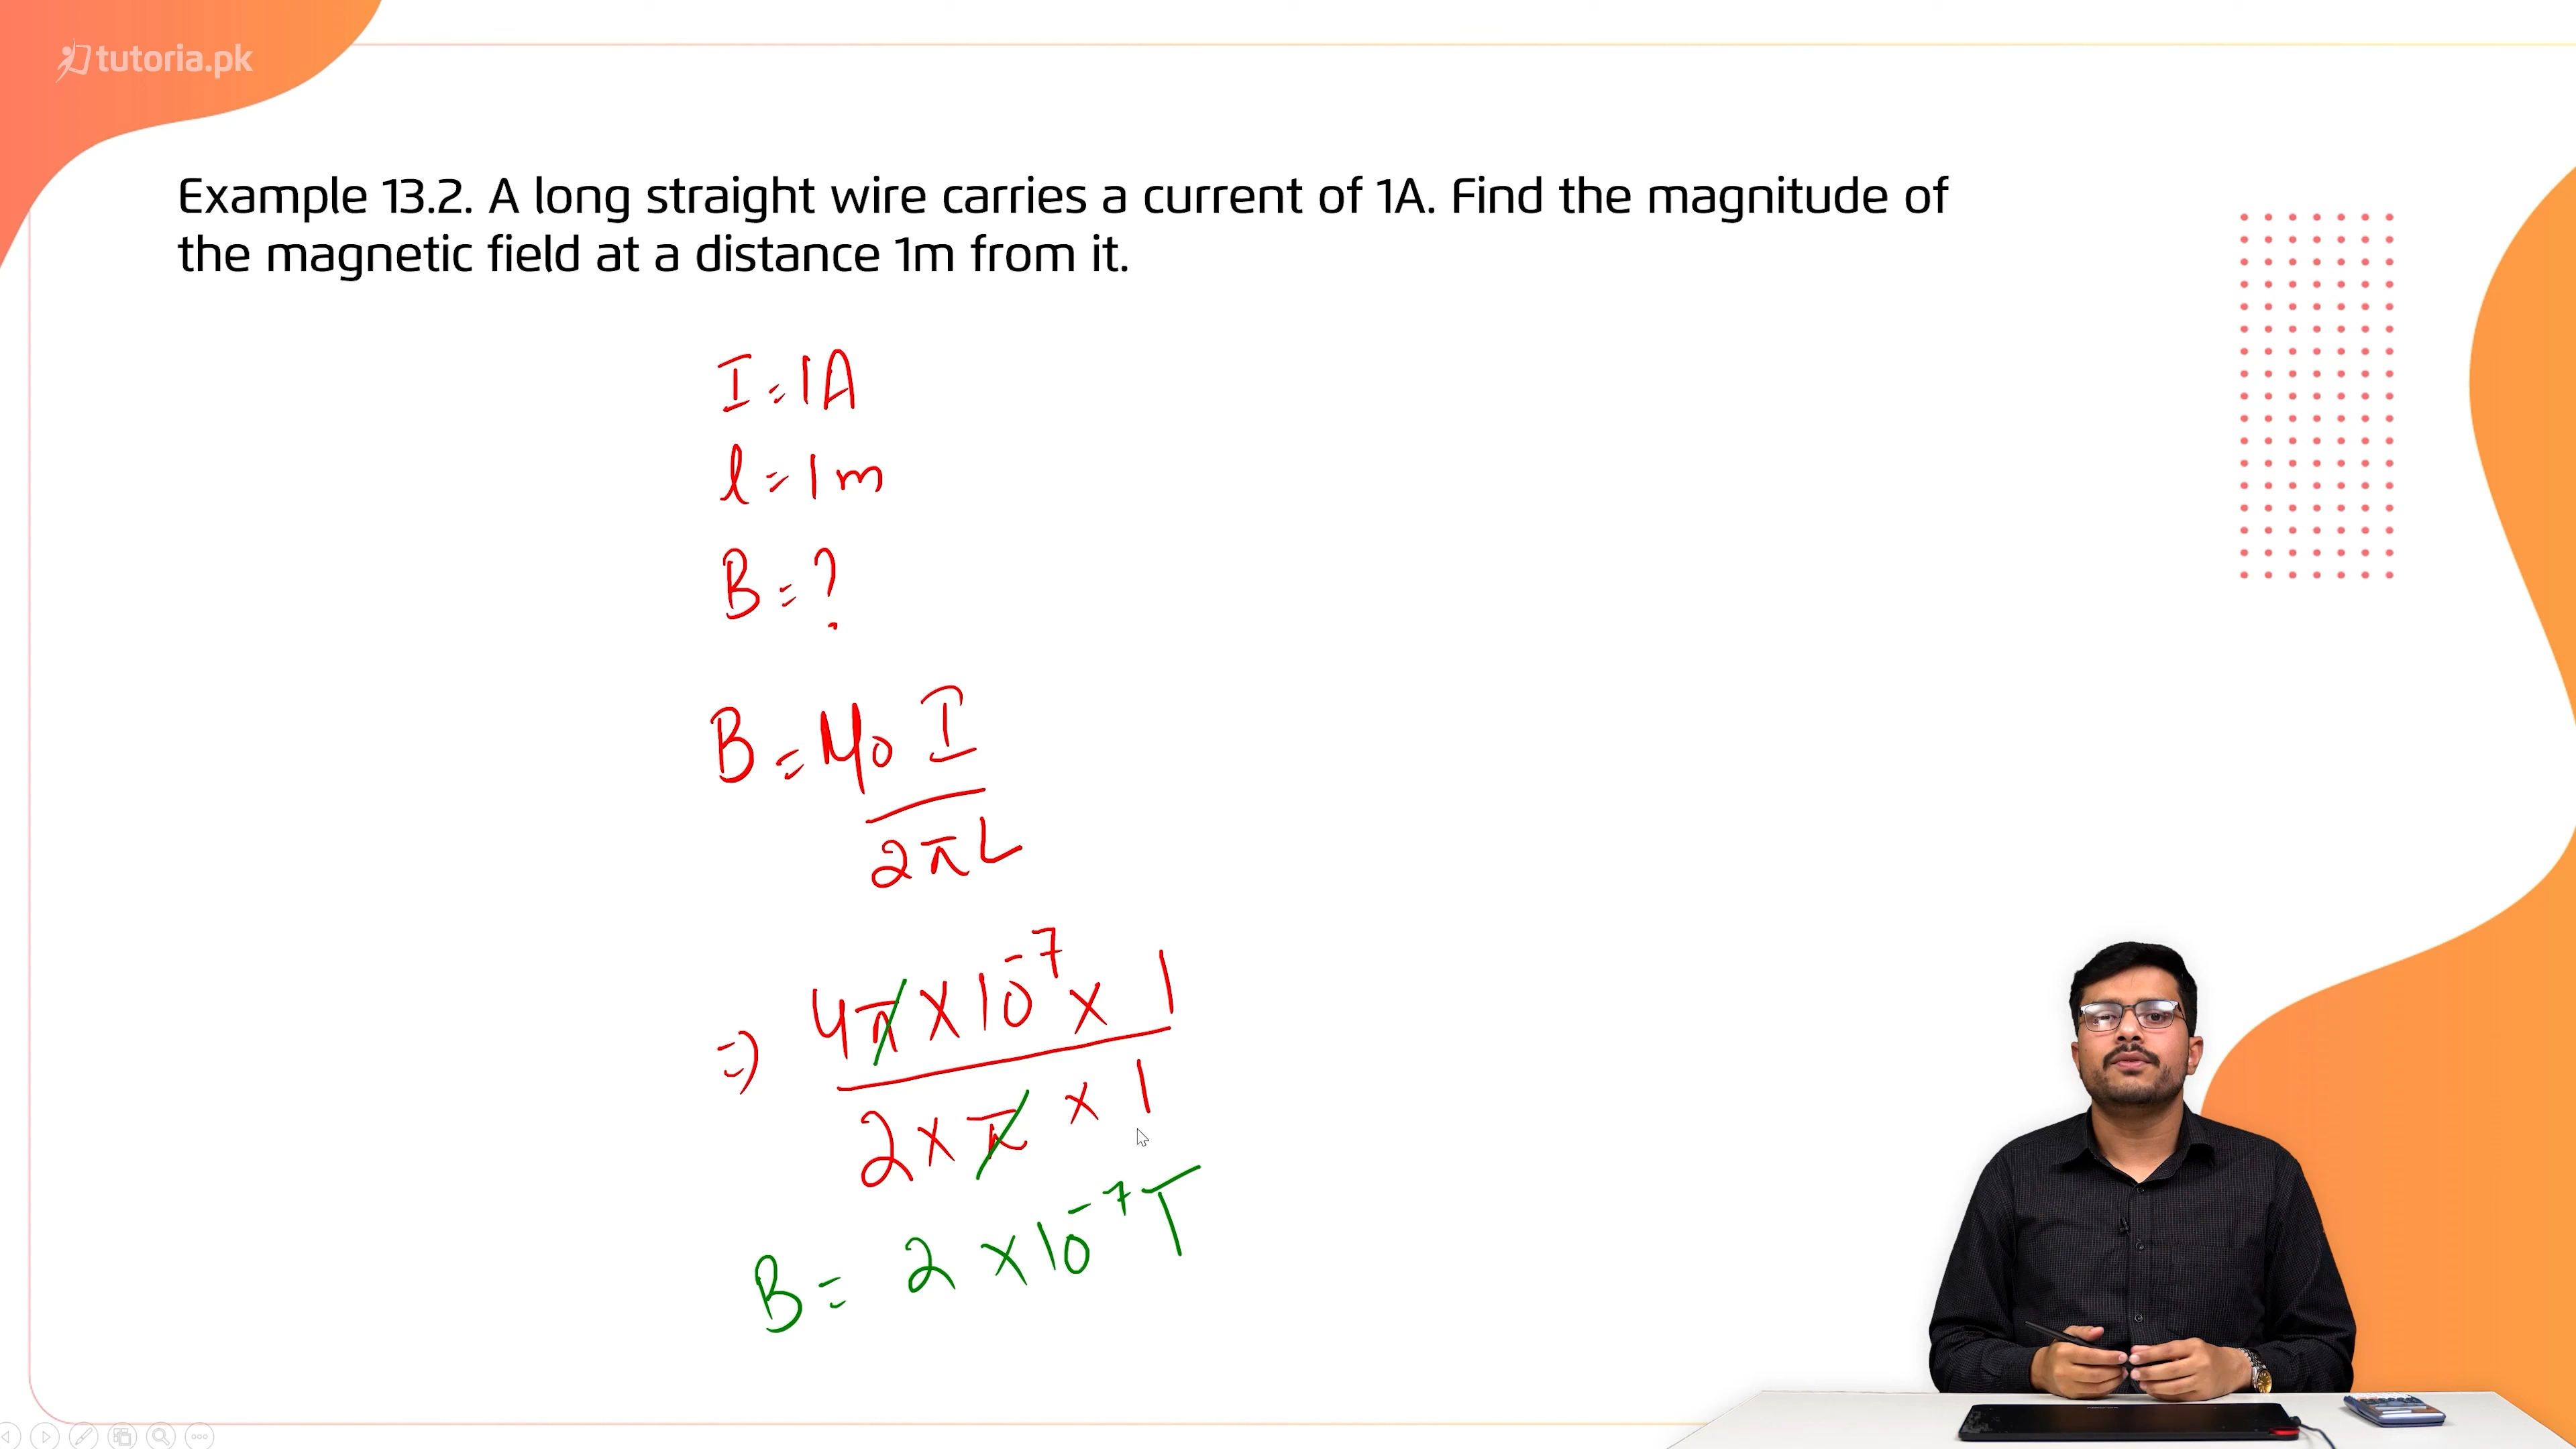 tutoria.pk
Example 13.2. A long straight wire carries a current of 1A. Find the magnitude of
the magnetic field at a distance 1m from it.
I = 1A
l = 1m
B = ?
B = μ₀ I
2πL
⇒ 4π × 10⁻⁷ × 1
2 × π × 1
B = 2 × 10⁻⁷ T